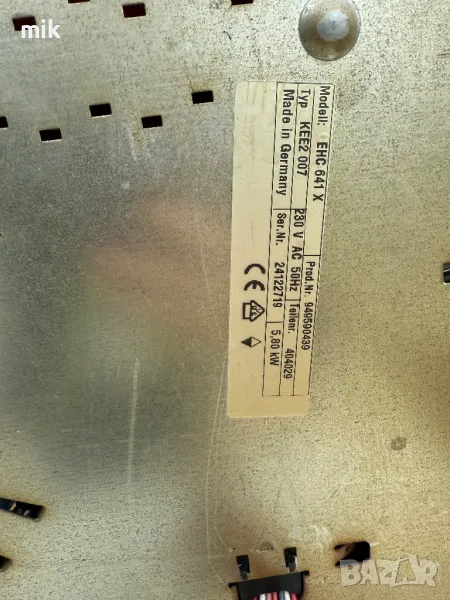 mik
Modell: EHC 641 X Prod.Nr. 949590439
Typ KEE2 007 230 V AC 50Hz Teilenr. 404029
Made in Germany Ser.Nr. 24122719 5,80 kW
CE
BAZAR